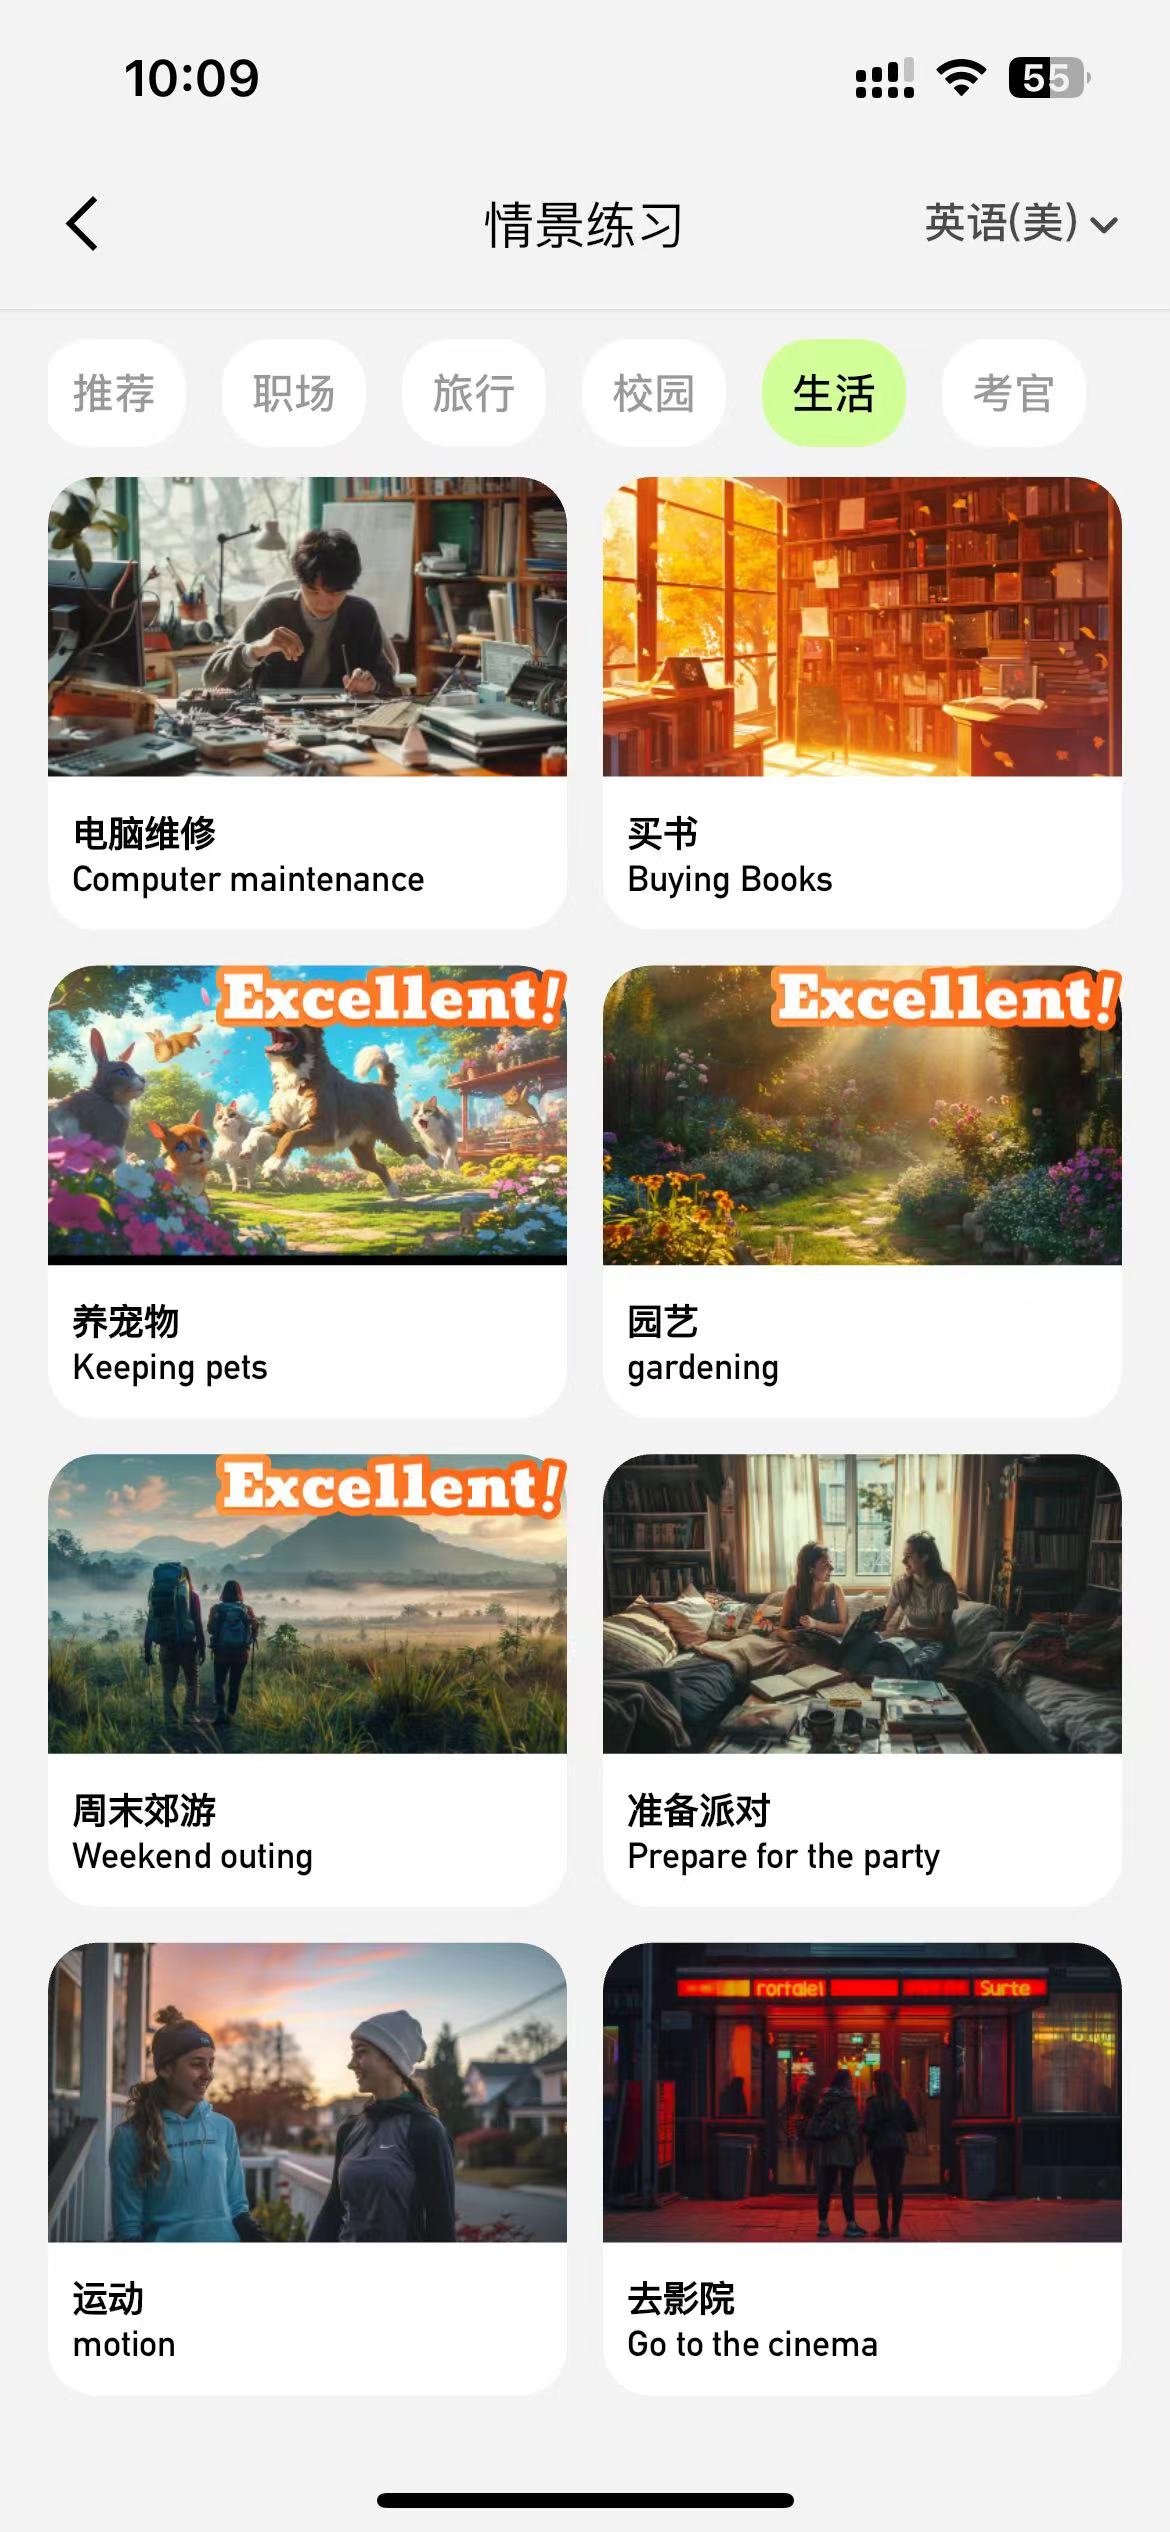 10:09
55
情景练习
英语(美)
推荐
职场
旅行
校园
生活
考官
电脑维修
Computer maintenance
买书
Buying Books
Excellent!
养宠物
Keeping pets
Excellent!
园艺
gardening
Excellent!
周末郊游
Weekend outing
准备派对
Prepare for the party
运动
motion
rortalei
Surte
去影院
Go to the cinema